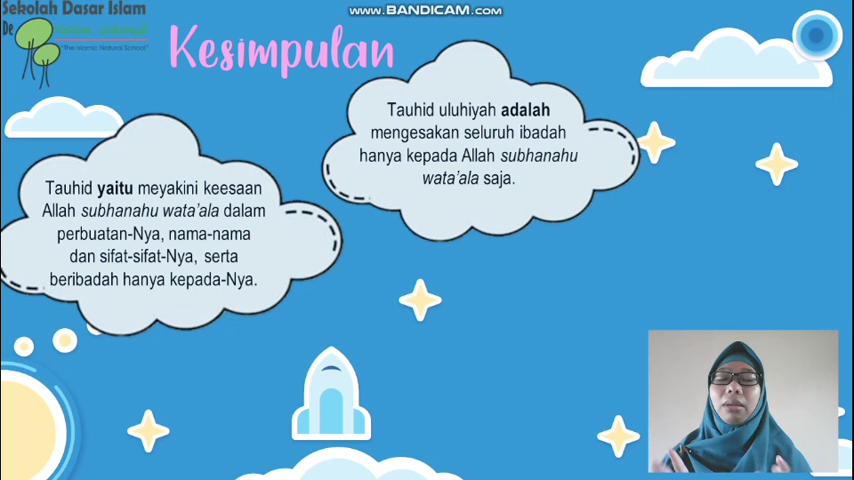 Sekolah Dasar Islam
De
"The Islamic Natural School"
www.BANDICAM.com
Kesimpulan
Tauhid uluhiyah adalah
mengesakan seluruh ibadah
hanya kepada Allah subhanahu
wata'ala saja.
Tauhid yaitu meyakini keesaan
Allah subhanahu wata'ala dalam
perbuatan-Nya, nama-nama
dan sifat-sifat-Nya, serta
beribadah hanya kepada-Nya.